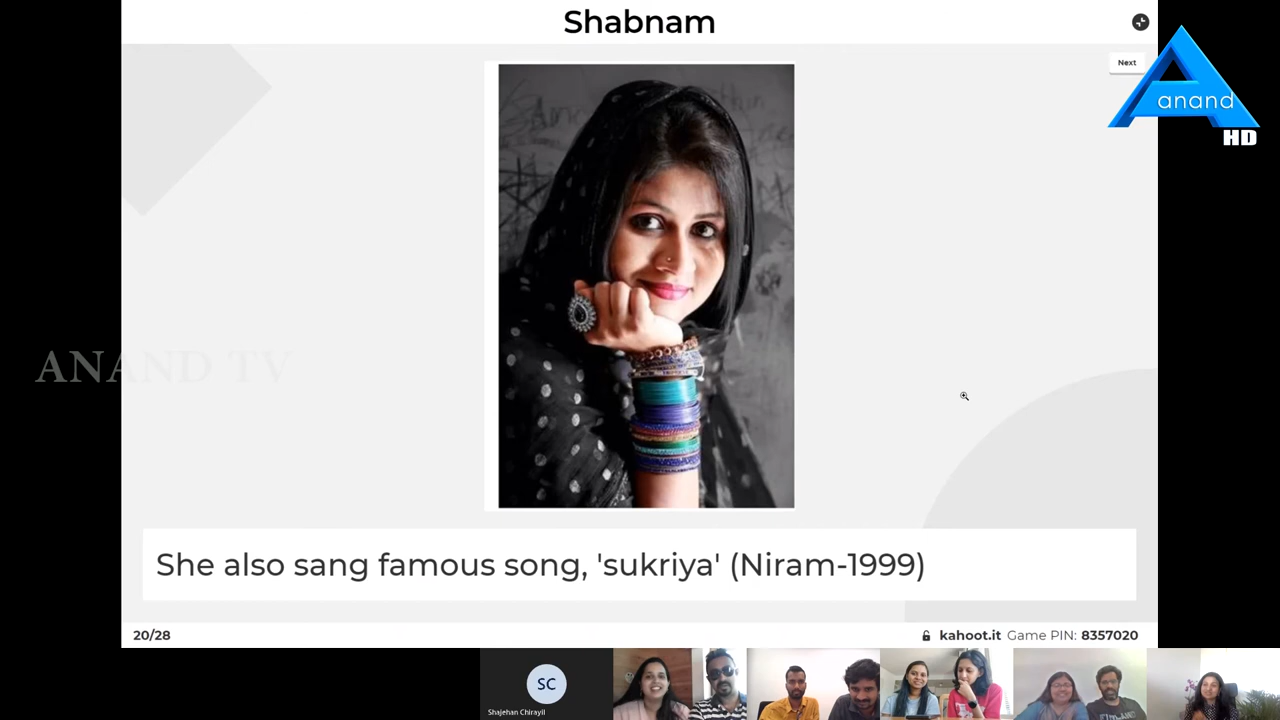 Shabnam
Next
anand
HD
ANAND TV
She also sang famous song, 'sukriya' (Niram-1999)
20/28
kahoot.it Game PIN: 8357020
SC
Shajehan Chirayil